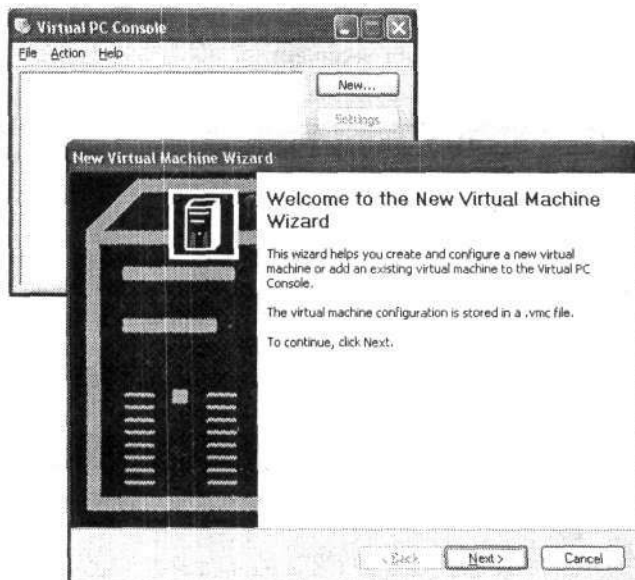 Virtual PC Console
File Action Help
New...
Settings
New Virtual Machine Wizard
Welcome to the New Virtual Machine
Wizard
This wizard helps you create and configure a new virtual
machine or add an existing virtual machine to the Virtual PC
Console.
The virtual machine configuration is stored in a .vmc file.
To continue, click Next.
< Back Next > Cancel